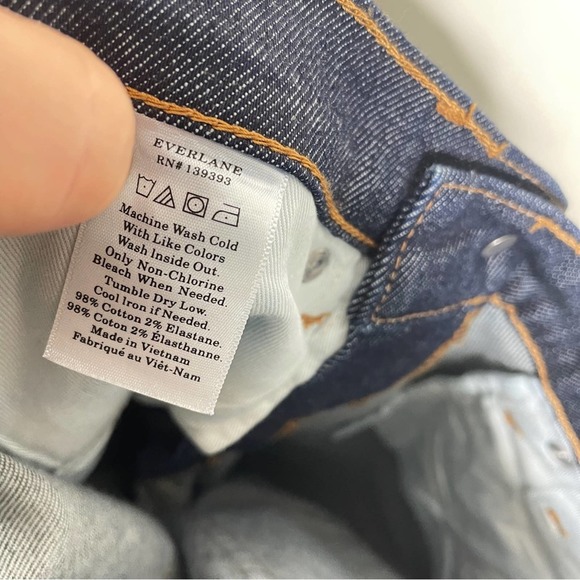 EVERLANE
RN# 139393
Machine Wash Cold
With Like Colors
Wash Inside Out.
Only Non-Chlorine
Bleach When Needed.
Tumble Dry Low.
Cool Iron if Needed.
98% Cotton 2% Elastane.
98% Cotton 2% Élasthanne.
Made in Vietnam
Fabriqué au Viêt-Nam